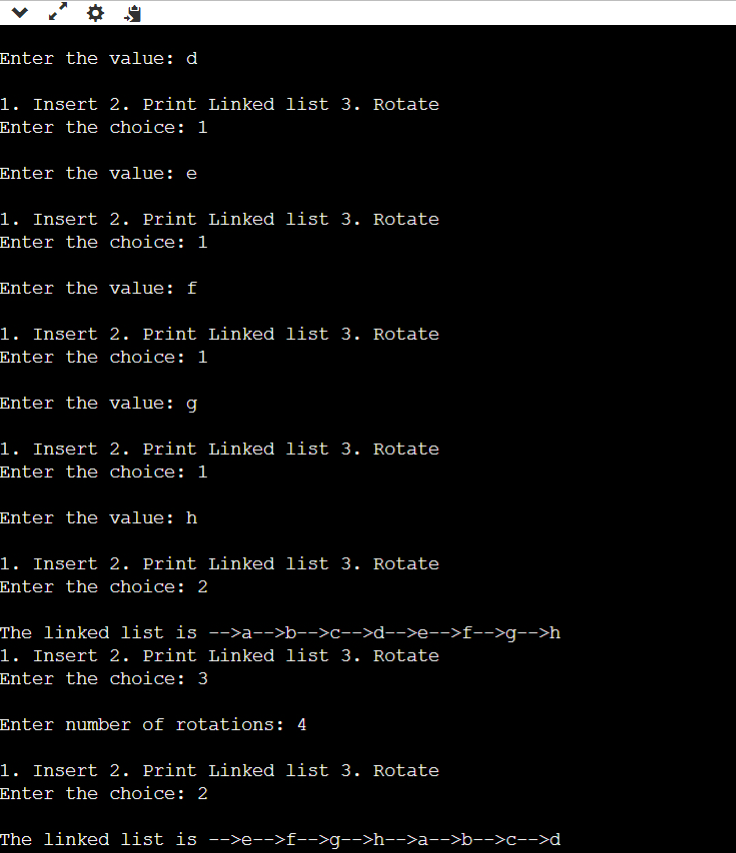 Enter the value: d
1. Insert 2. Print Linked list 3. Rotate
Enter the choice: 1
Enter the value: e
1. Insert 2. Print Linked list 3. Rotate
Enter the choice: 1
Enter the value: f
1. Insert 2. Print Linked list 3. Rotate
Enter the choice: 1
Enter the value: g
1. Insert 2. Print Linked list 3. Rotate
Enter the choice: 1
Enter the value: h
1. Insert 2. Print Linked list 3. Rotate
Enter the choice: 2
The linked list is -->a-->b-->c-->d-->e-->f-->g-->h
1. Insert 2. Print Linked list 3. Rotate
Enter the choice: 3
Enter number of rotations: 4
1. Insert 2. Print Linked list 3. Rotate
Enter the choice: 2
The linked list is -->e-->f-->g-->h-->a-->b-->c-->d